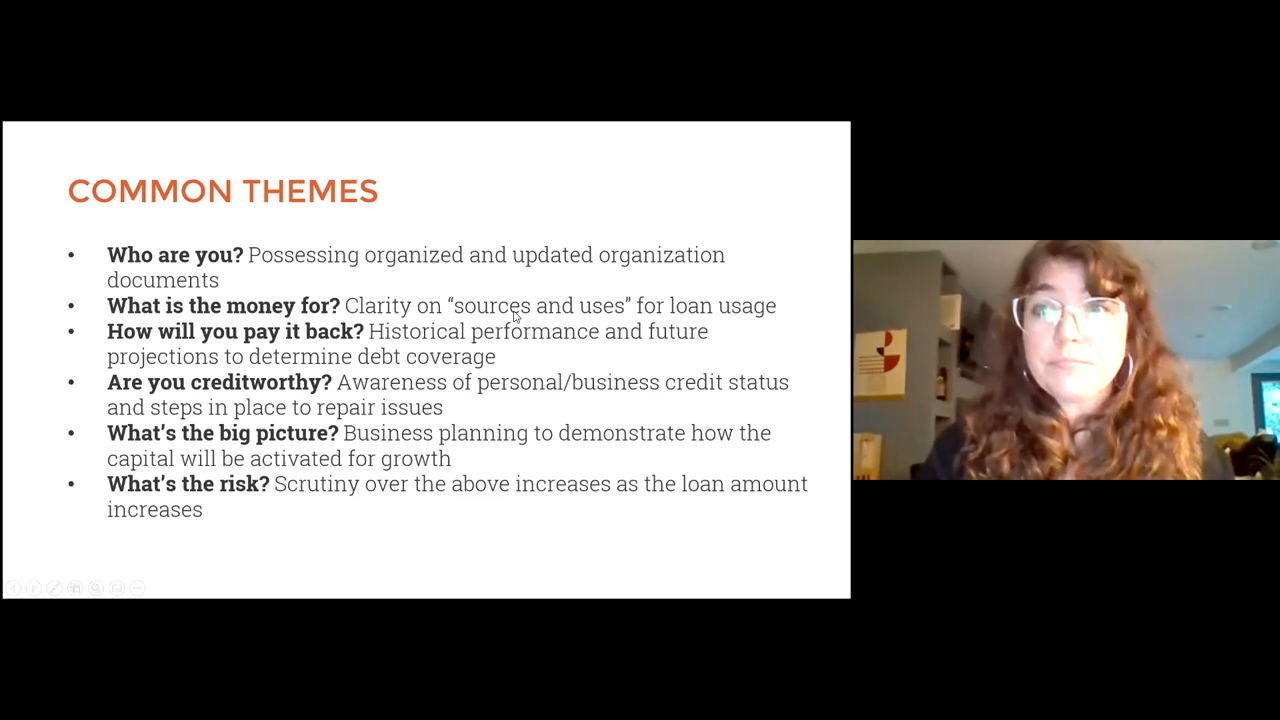 COMMON THEMES
• Who are you? Possessing organized and updated organization
documents
• What is the money for? Clarity on “sources and uses” for loan usage
• How will you pay it back? Historical performance and future
projections to determine debt coverage
• Are you creditworthy? Awareness of personal/business credit status
and steps in place to repair issues
• What’s the big picture? Business planning to demonstrate how the
capital will be activated for growth
• What’s the risk? Scrutiny over the above increases as the loan amount
increases